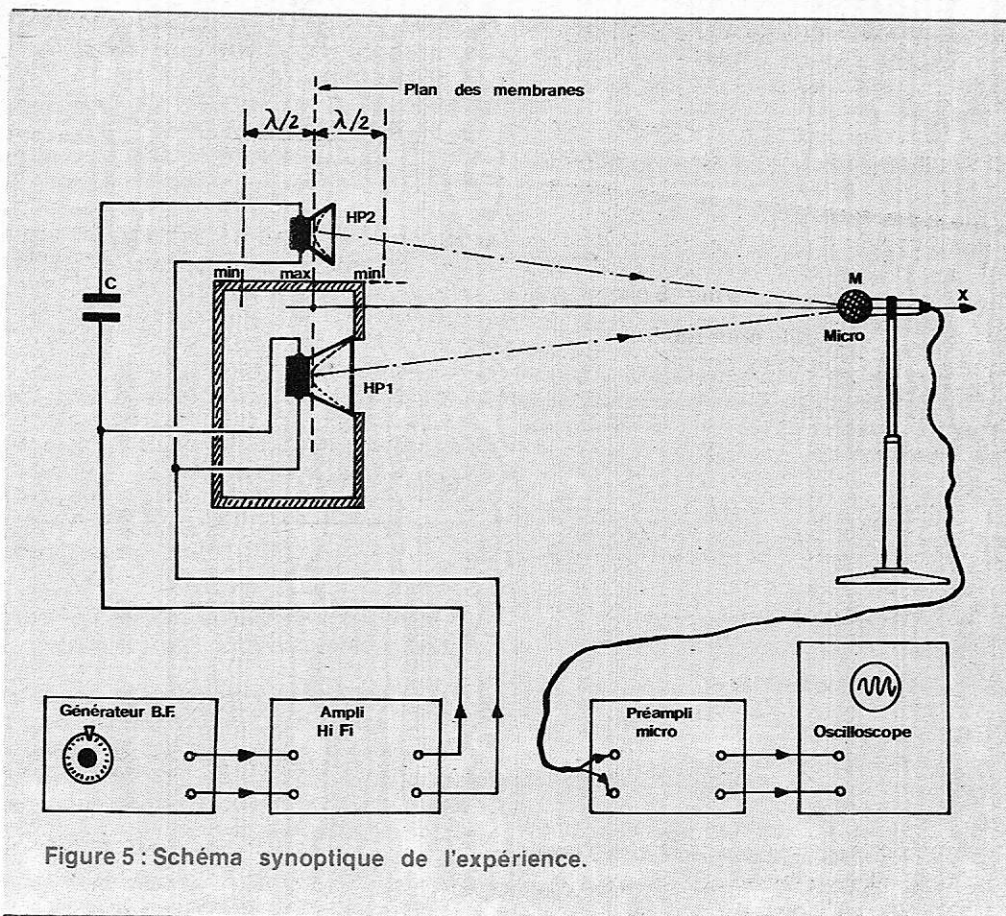 Plan des membranes
λ/2 λ/2
HP2
min max min
C
M
X
Micro
HP1
Générateur B.F.
Ampli
Hi Fi
Préampli
micro
Oscilloscope
Figure 5 : Schéma synoptique de l'expérience.